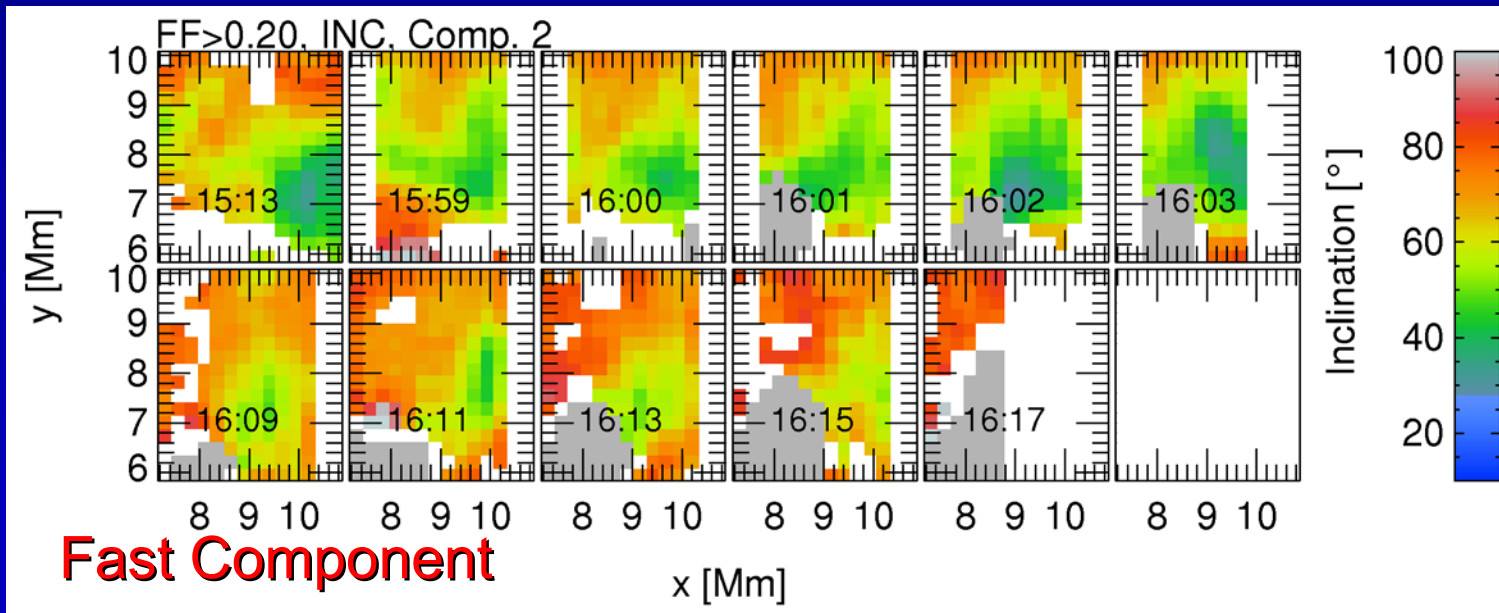 FF>0.20, INC, Comp. 2
10
9
8
7
6
15:13 15:59 16:00 16:01 16:02 16:03
10
9
8
7
6
16:09 16:11 16:13 16:15 16:17
8 9 10 8 9 10 8 9 10 8 9 10 8 9 10 8 9 10
y [Mm]
x [Mm]
Fast Component
Inclination [°]
100
80
60
40
20